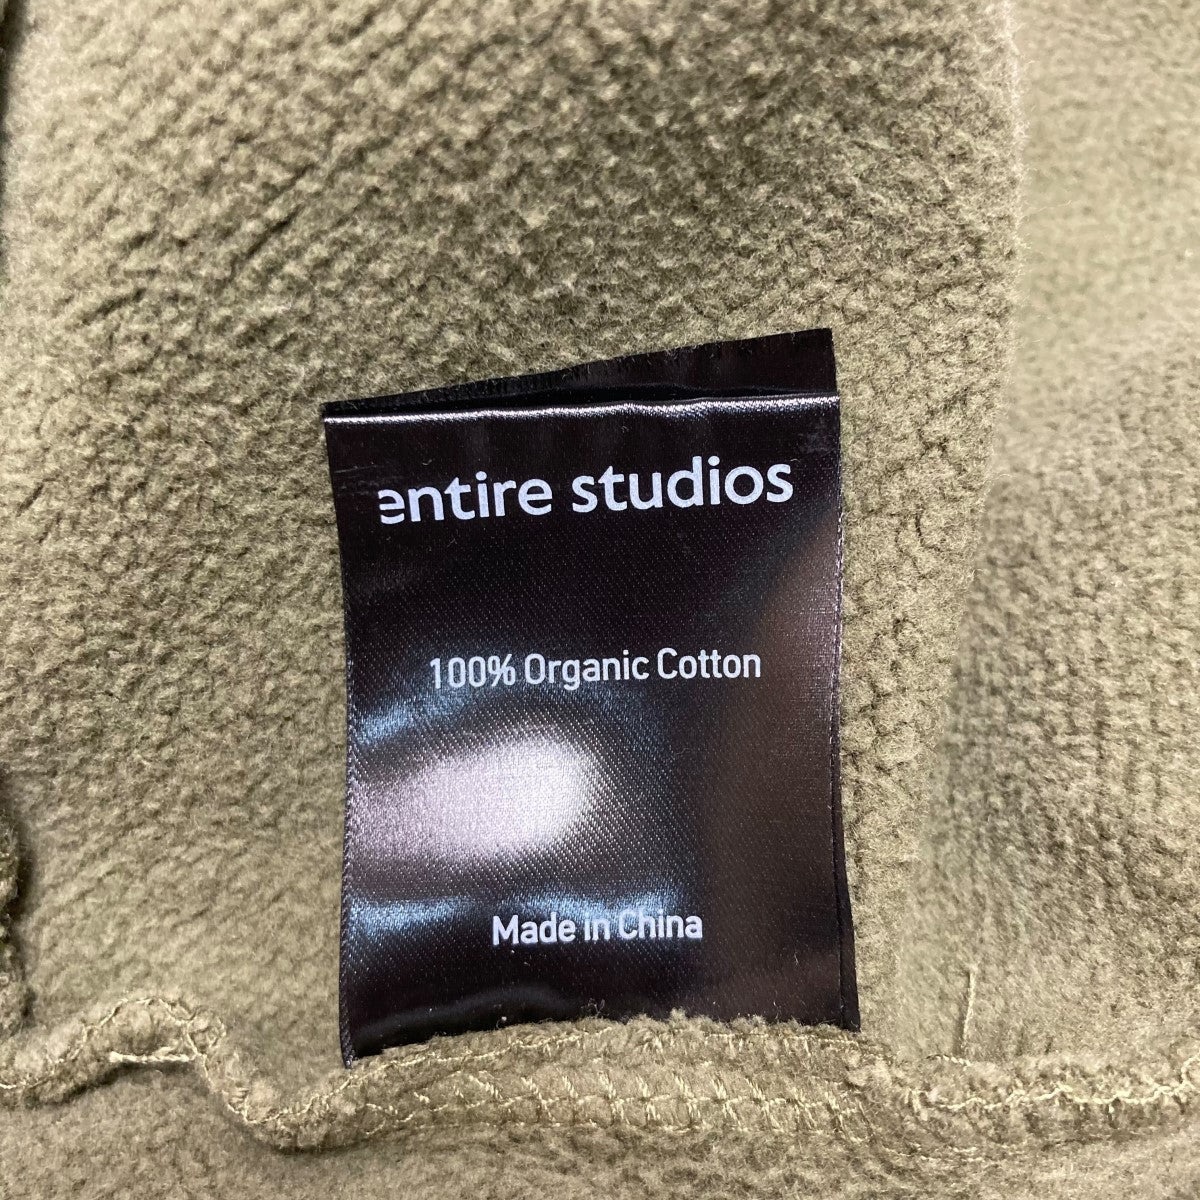 entire studios
100% Organic Cotton
Made in China